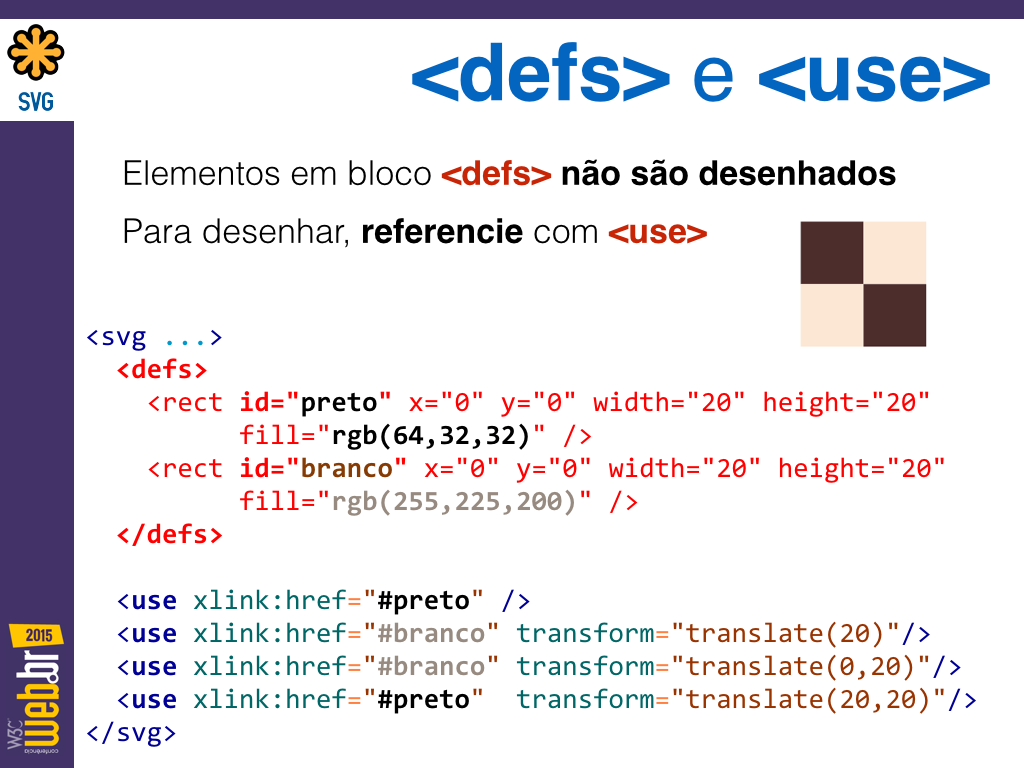 SVG
<defs> e <use>
Elementos em bloco <defs> não são desenhados
Para desenhar, referencie com <use>
<svg ...>
  <defs>
    <rect id="preto" x="0" y="0" width="20" height="20"
          fill="rgb(64,32,32)" />
    <rect id="branco" x="0" y="0" width="20" height="20"
          fill="rgb(255,225,200)" />
  </defs>
  <use xlink:href="#preto" />
  <use xlink:href="#branco" transform="translate(20)"/>
  <use xlink:href="#branco" transform="translate(0,20)"/>
  <use xlink:href="#preto"  transform="translate(20,20)"/>
</svg>
2015
conferência
web.br
W3C